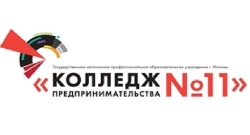 Государственное автономное профессиональное образовательное учреждение г. Москвы
«КОЛЛЕДЖ
ПРЕДПРИНИМАТЕЛЬСТВА №11»